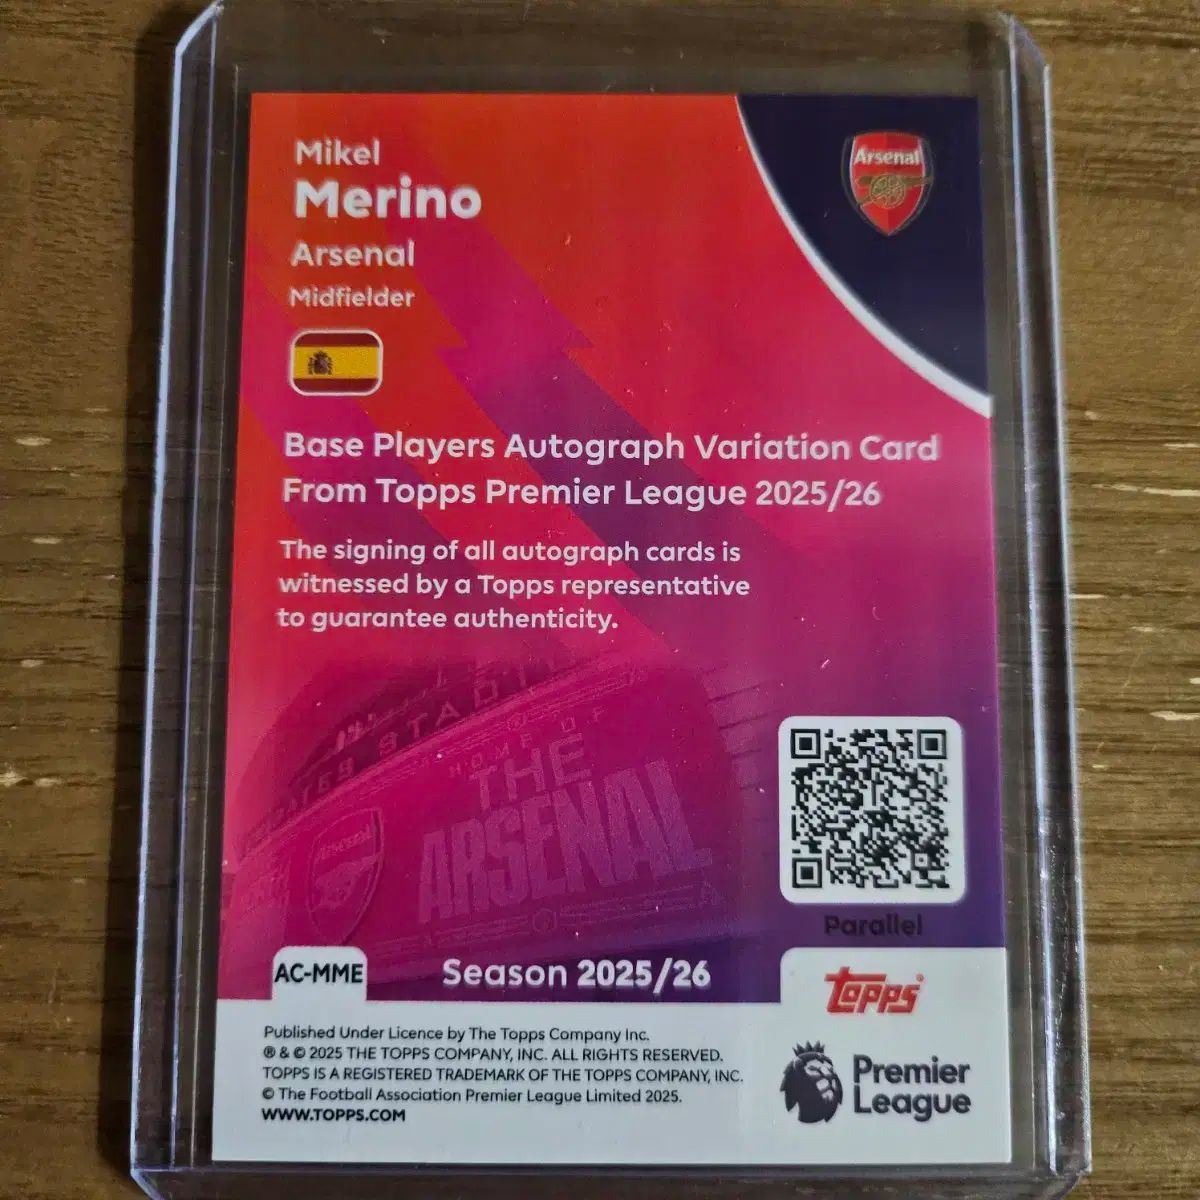 Mikel
Merino
Arsenal
Midfielder
Arsenal
Base Players Autograph Variation Card
From Topps Premier League 2025/26
The signing of all autograph cards is
witnessed by a Topps representative
to guarantee authenticity.
HOME OF
THE
ARSENAL
Parallel
AC-MME
Season 2025/26
Topps
Published Under Licence by The Topps Company Inc.
® & © 2025 THE TOPPS COMPANY, INC. ALL RIGHTS RESERVED.
TOPPS IS A REGISTERED TRADEMARK OF THE TOPPS COMPANY, INC.
© The Football Association Premier League Limited 2025.
WWW.TOPPS.COM
Premier
League